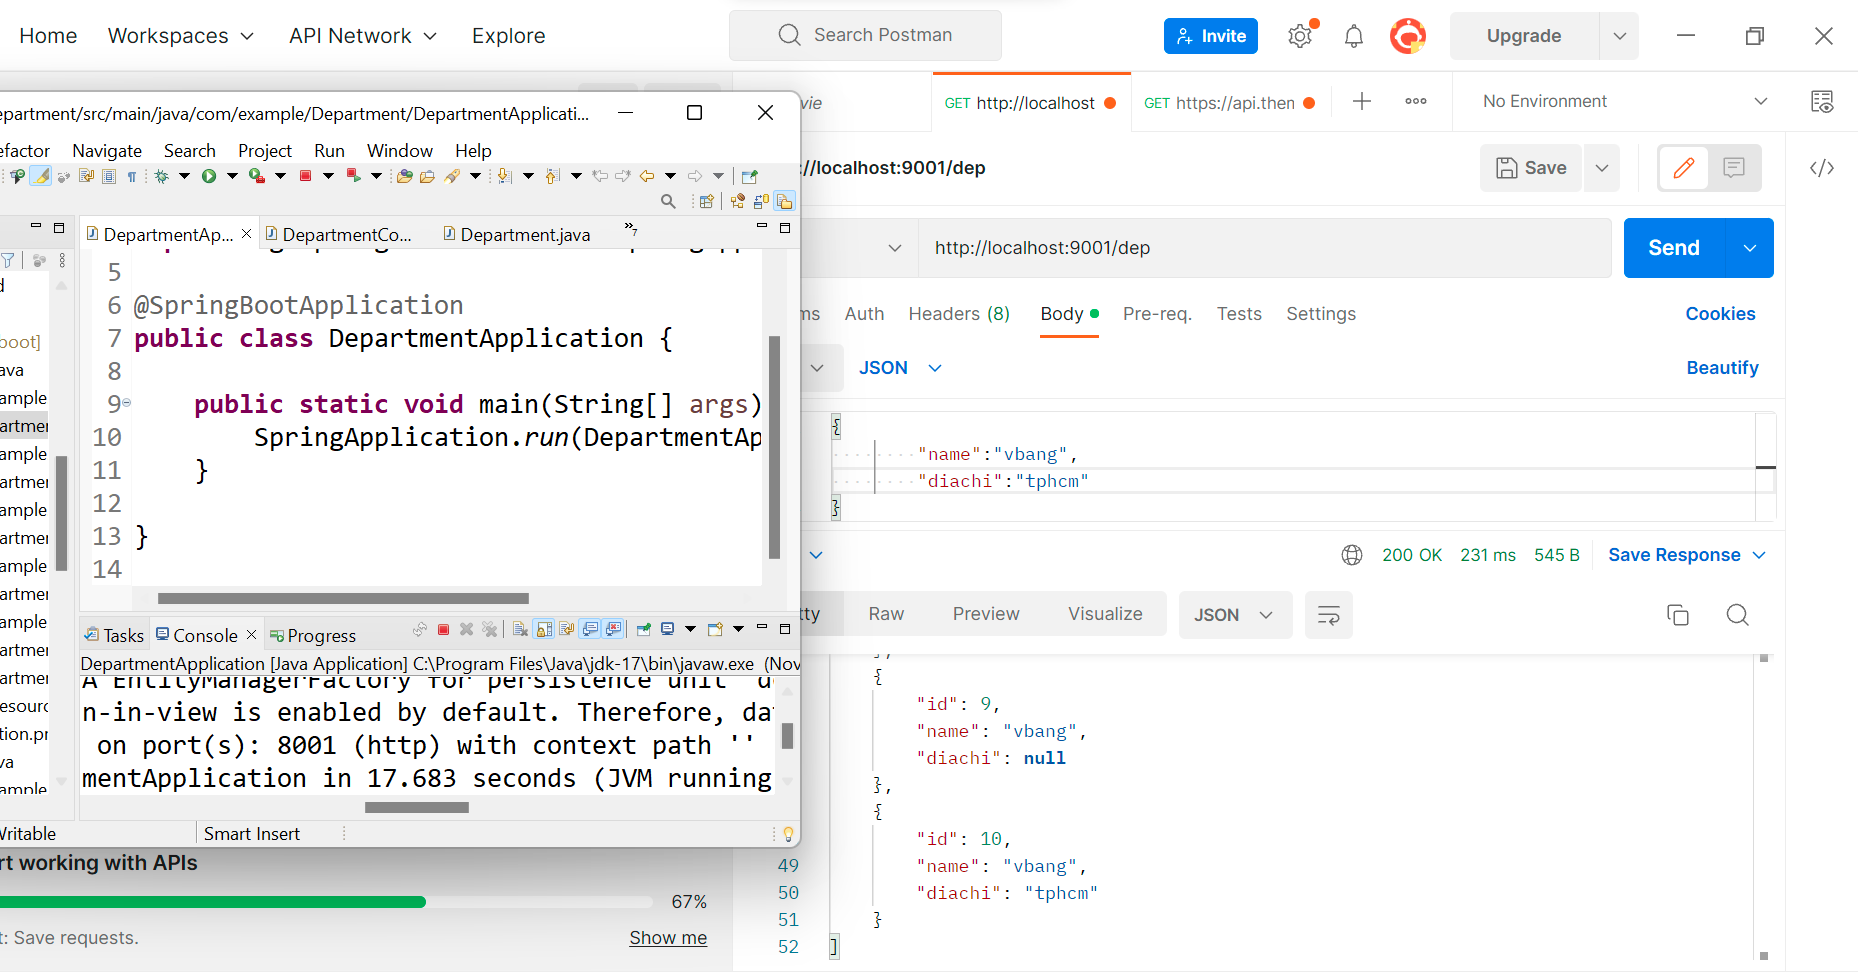 Home Workspaces API Network Explore Search Postman Invite Upgrade
vie GET http://localhost GET https://api.then + ooo No Environment
epartment/src/main/java/com/example/Department/DepartmentApplicati...
efactor Navigate Search Project Run Window Help
://localhost:9001/dep Save </>
DepartmentAp... DepartmentCo... Department.java »7
http://localhost:9001/dep Send
5
6 @SpringBootApplication
7 public class DepartmentApplication {
8
9 public static void main(String[] args)
10 SpringApplication.run(DepartmentAp
11 }
12
13 }
14
d
boot]
ava
ample
artmer
ample
artmer
ample
artmer
ample
artmer
ample
artmer
artmer
esourc
tion.pr
va
ample
ms Auth Headers (8) Body Pre-req. Tests Settings Cookies
JSON Beautify
{
"name":"vbang",
"diachi":"tphcm"
}
200 OK 231 ms 545 B Save Response
tty Raw Preview Visualize JSON
Tasks Console Progress
DepartmentApplication [Java Application] C:\Program Files\Java\jdk-17\bin\javaw.exe (Nov
A EntityManagerFactory for persistence unit 'de
n-in-view is enabled by default. Therefore, dat
on port(s): 8001 (http) with context path ''
mentApplication in 17.683 seconds (JVM running
Writable Smart Insert
},
{
"id": 9,
"name": "vbang",
"diachi": null
},
{
"id": 10,
49 "name": "vbang",
50 "diachi": "tphcm"
51 }
52 ]
rt working with APIs
67%
t: Save requests. Show me